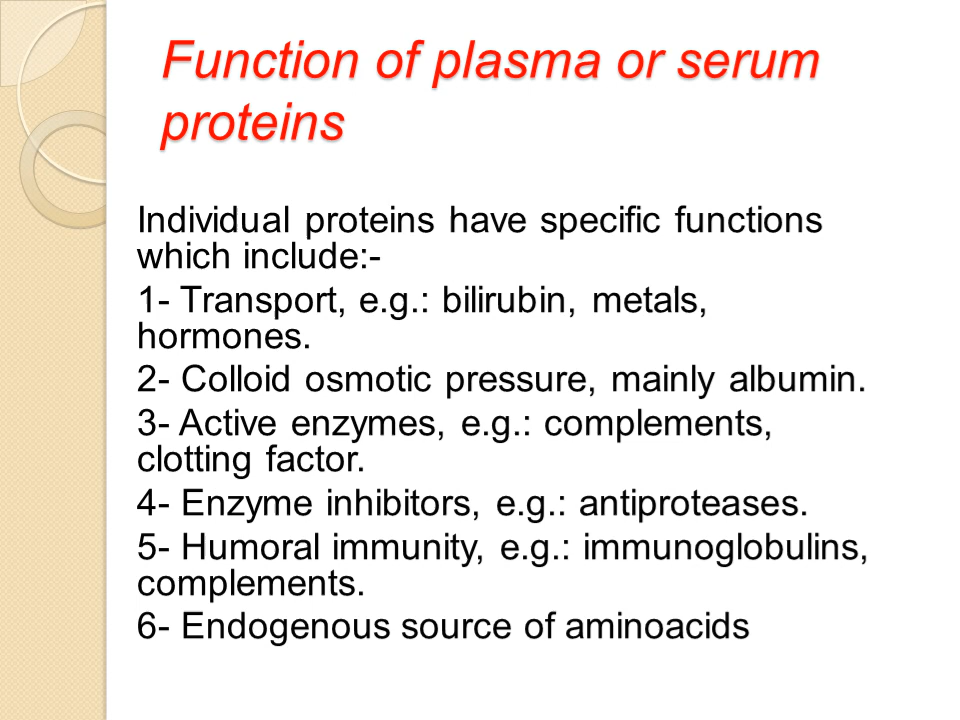 Function of plasma or serum
proteins
Individual proteins have specific functions
which include:-
1- Transport, e.g.: bilirubin, metals,
hormones.
2- Colloid osmotic pressure, mainly albumin.
3- Active enzymes, e.g.: complements,
clotting factor.
4- Enzyme inhibitors, e.g.: antiproteases.
5- Humoral immunity, e.g.: immunoglobulins,
complements.
6- Endogenous source of aminoacids